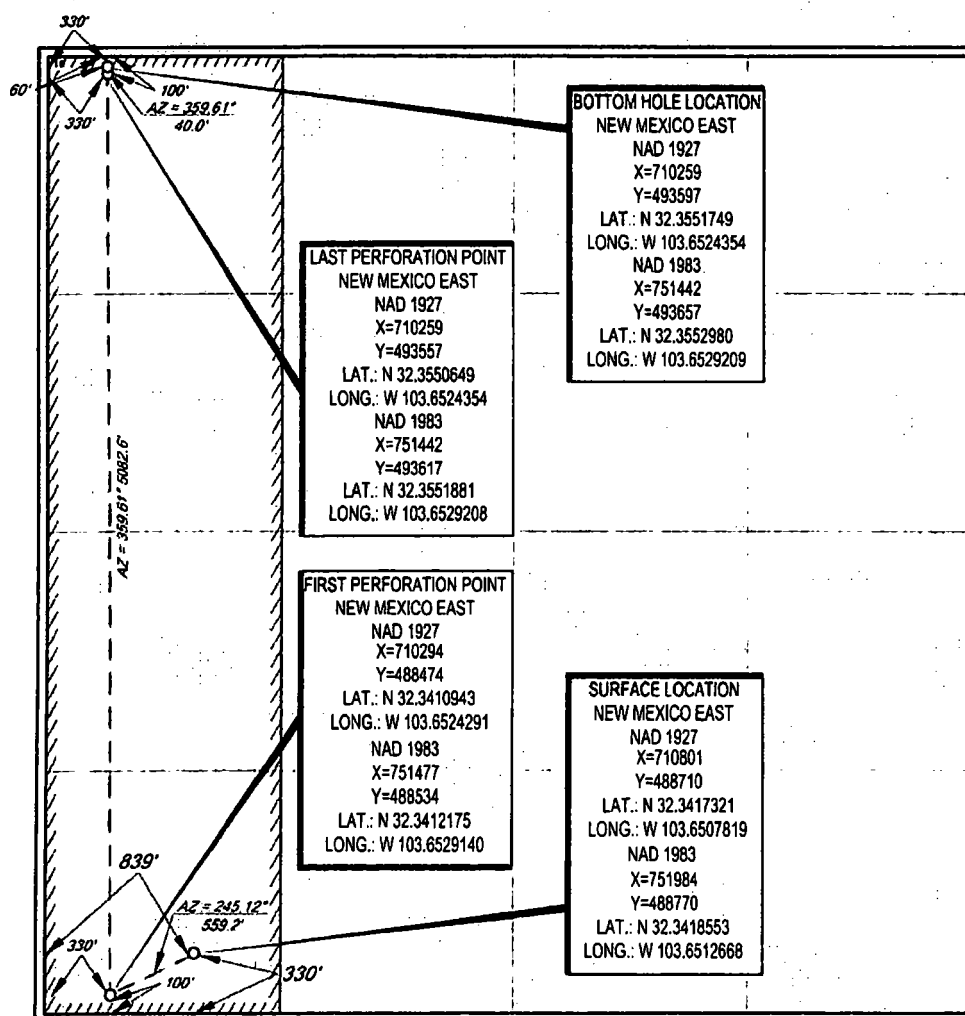 330'
60'
100'
AZ = 359.61°
40.0'
330'
BOTTOM HOLE LOCATION
NEW MEXICO EAST
NAD 1927
X=710259
Y=493597
LAT.: N 32.3551749
LONG.: W 103.6524354
NAD 1983
X=751442
Y=493657
LAT.: N 32.3552980
LONG.: W 103.6529209
LAST PERFORATION POINT
NEW MEXICO EAST
NAD 1927
X=710259
Y=493557
LAT.: N 32.3550649
LONG.: W 103.6524354
NAD 1983
X=751442
Y=493617
LAT.: N 32.3551881
LONG.: W 103.6529208
AZ = 359.61° 5082.6'
FIRST PERFORATION POINT
NEW MEXICO EAST
NAD 1927
X=710294
Y=488474
LAT.: N 32.3410943
LONG.: W 103.6524291
NAD 1983
X=751477
Y=488534
LAT.: N 32.3412175
LONG.: W 103.6529140
SURFACE LOCATION
NEW MEXICO EAST
NAD 1927
X=710801
Y=488710
LAT.: N 32.3417321
LONG.: W 103.6507819
NAD 1983
X=751984
Y=488770
LAT.: N 32.3418553
LONG.: W 103.6512668
839'
AZ = 245.12°
559.2'
330'
100'
330'